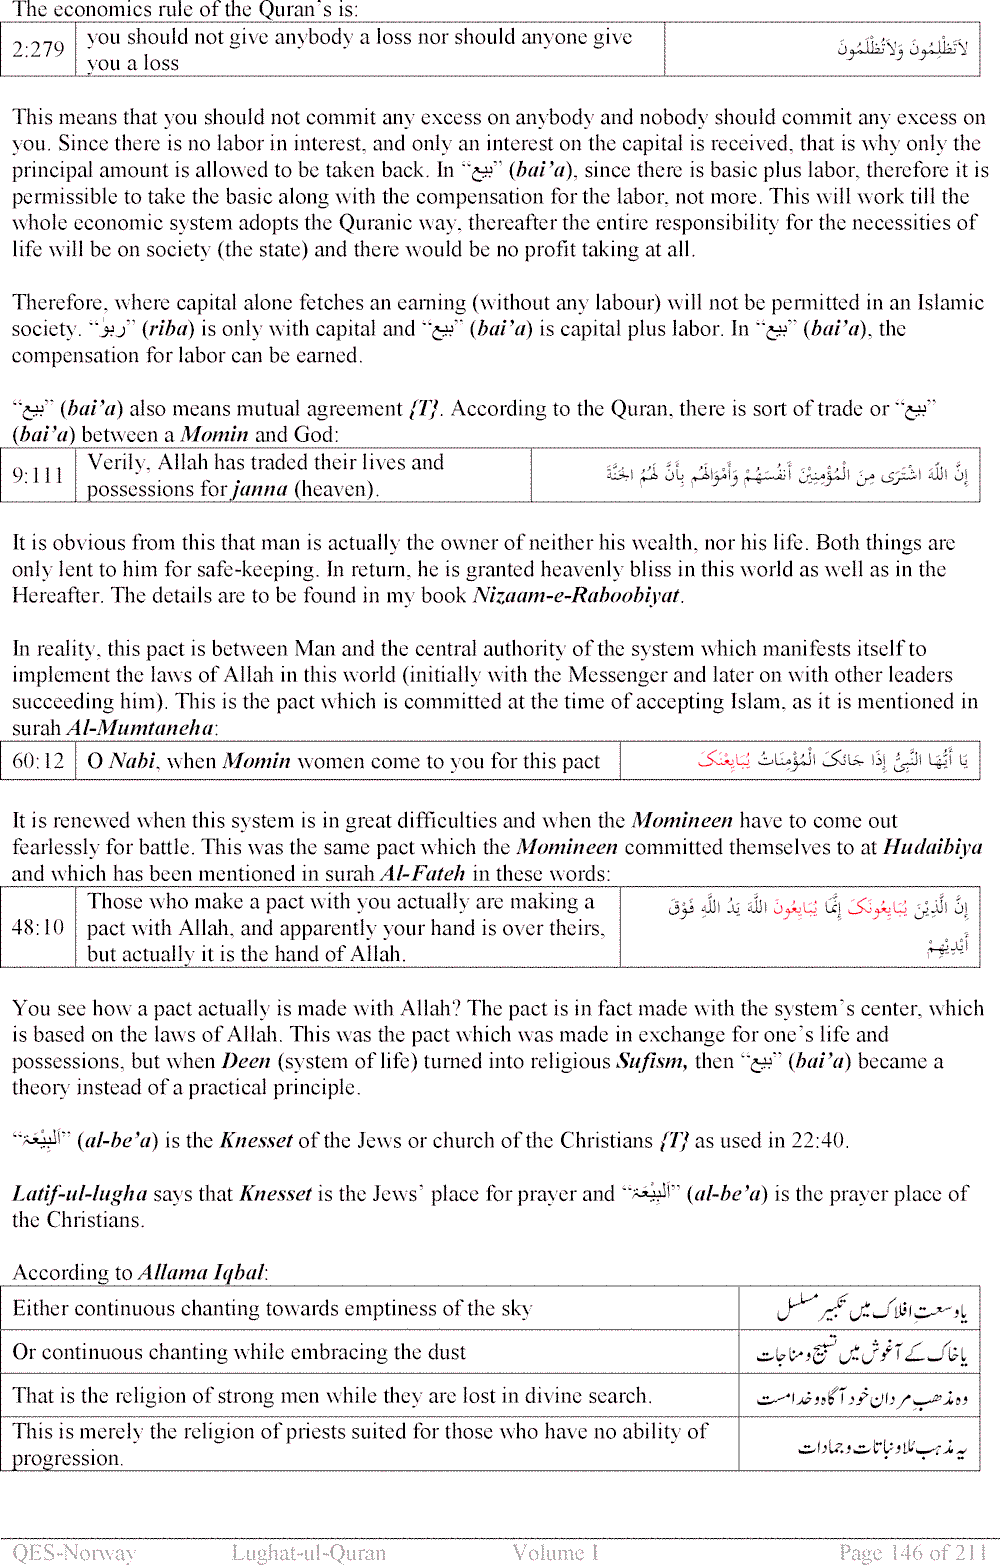 The economics rule of the Quran's is:
2:279 you should not give anybody a loss nor should anyone give لاَتَظْلِمُونَ وَلاَتُظْلَمُونَ
you a loss
This means that you should not commit any excess on anybody and nobody should commit any excess on
you. Since there is no labor in interest, and only an interest on the capital is received, that is why only the
principal amount is allowed to be taken back. In “بیع” (bai’a), since there is basic plus labor, therefore it is
permissible to take the basic along with the compensation for the labor, not more. This will work till the
whole economic system adopts the Quranic way, thereafter the entire responsibility for the necessities of
life will be on society (the state) and there would be no profit taking at all.
Therefore, where capital alone fetches an earning (without any labour) will not be permitted in an Islamic
society. “ربوٰ” (riba) is only with capital and “بیع” (bai’a) is capital plus labor. In “بیع” (bai’a), the
compensation for labor can be earned.
“بیع” (bai’a) also means mutual agreement {T}. According to the Quran, there is sort of trade or “بیع”
(bai’a) between a Momin and God:
9:111 Verily, Allah has traded their lives and إِنَّ اللّهَ اشْتَرَى مِنَ الْمُؤْمِنِيْنَ أَنفُسَهُمْ وَأَمْوَالَهُم بِأَنَّ لَهُمُ الجَنَّةَ
possessions for janna (heaven).
It is obvious from this that man is actually the owner of neither his wealth, nor his life. Both things are
only lent to him for safe-keeping. In return, he is granted heavenly bliss in this world as well as in the
Hereafter. The details are to be found in my book Nizaam-e-Raboobiyat.
In reality, this pact is between Man and the central authority of the system which manifests itself to
implement the laws of Allah in this world (initially with the Messenger and later on with other leaders
succeeding him). This is the pact which is committed at the time of accepting Islam, as it is mentioned in
surah Al-Mumtaneha:
60:12 O Nabi, when Momin women come to you for this pact يَا أَيُّهَا النَّبِيُّ إِذَا جَائکَ الْمُؤْمِنَاتُ يُبَايِعْنَکَ
It is renewed when this system is in great difficulties and when the Momineen have to come out
fearlessly for battle. This was the same pact which the Momineen committed themselves to at Hudaibiya
and which has been mentioned in surah Al-Fateh in these words:
48:10 Those who make a pact with you actually are making a إِنَّ الَّذِيْنَ يُبَايِعُونَکَ إِنَّمَا يُبَايِعُونَ اللَّهَ يَدُ اللَّهِ فَوْقَ
pact with Allah, and apparently your hand is over theirs, أَيْدِيْهِمْ
but actually it is the hand of Allah.
You see how a pact actually is made with Allah? The pact is in fact made with the system’s center, which
is based on the laws of Allah. This was the pact which was made in exchange for one’s life and
possessions, but when Deen (system of life) turned into religious Sufism, then “بیع” (bai’a) became a
theory instead of a practical principle.
“اَلْبِيْعَۃ” (al-be’a) is the Knesset of the Jews or church of the Christians {T} as used in 22:40.
Latif-ul-lugha says that Knesset is the Jews’ place for prayer and “اَلْبِيْعَۃ” (al-be’a) is the prayer place of
the Christians.
According to Allama Iqbal:
Either continuous chanting towards emptiness of the sky یا وسعتِ افلاک میں تکبیر مسلسل
Or continuous chanting while embracing the dust یا خاک کے آغوش میں تسبیح و مناجات
That is the religion of strong men while they are lost in divine search. وہ مذھبِ مردان خود آگاہ و خدا مست
This is merely the religion of priests suited for those who have no ability of یہ مذہب مُلا و نباتات و جمادات
progression.
QES-Norway Lughat-ul-Quran Volume I Page 146 of 211